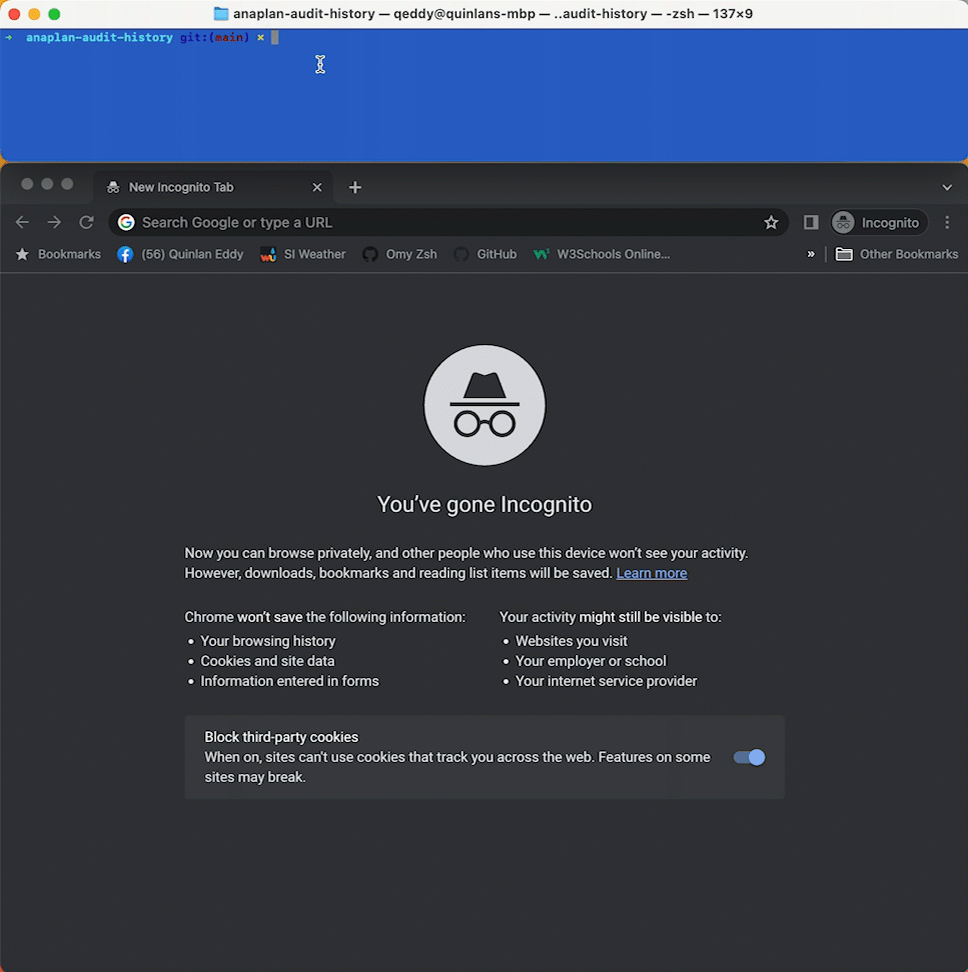 anaplan-audit-history — qeddy@quinlans-mbp — ..audit-history — -zsh — 137×9
→ anaplan-audit-history git:(main) ×
New Incognito Tab
Search Google or type a URL
Incognito
Bookmarks (56) Quinlan Eddy SI Weather Omy Zsh GitHub W3Schools Online... » Other Bookmarks
You’ve gone Incognito
Now you can browse privately, and other people who use this device won’t see your activity.
However, downloads, bookmarks and reading list items will be saved. Learn more
Chrome won’t save the following information:
• Your browsing history
• Cookies and site data
• Information entered in forms
Your activity might still be visible to:
• Websites you visit
• Your employer or school
• Your internet service provider
Block third-party cookies
When on, sites can't use cookies that track you across the web. Features on some
sites may break.